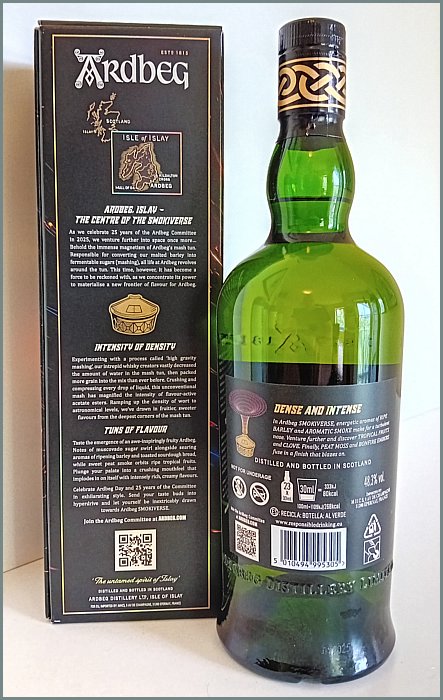 ESTD 1815
ARDBEG
SCOTLAND
ISLAY
ISLE of ISLAY
KILDALTON
CROSS
ARDBEG
ARDBEG, ISLAY –
THE CENTRE OF THE SMOKIVERSE
As we celebrate 25 years of the Ardbeg Committee
in 2025, we venture further into space once more...
Behold the immense magnetism of Ardbeg's mash tun.
Responsible for converting our malted barley into
fermentable sugars (mashing), all life at Ardbeg revolves
around the tun. This time, however, it has become a
force to be reckoned with, as we concentrate its power
to materialise a new frontier of flavour for Ardbeg.
INTENSITY OF DENSITY
Experimenting with a process called "high gravity
mashing", our intrepid whisky creators vastly decreased
the amount of water in the mash tun, then packed
more grain into the mix than ever before. Crushing and
compressing every drop of liquid, this unconventional
mash has magnified the intensity of flavour-active
acetate esters. Ramping up the density of wort to
astronomical levels, we've drawn in fruitier, sweeter
flavours from the deepest corners of the mash tun.
TUNS OF FLAVOUR
Taste the emergence of an awe-inspiringly fruity Ardbeg.
Notes of muscovado sugar swirl alongside soaring
aromas of ripening barley and toasted sourdough bread,
while sweet peat smoke orbits ripe tropical fruits.
Plunge your palate into a crushing mouthfeel that
implodes in on itself with intensely rich, creamy flavours.
Celebrate Ardbeg Day and 25 years of the Committee
in exhilarating style. Send your taste buds into
hyperdrive and let yourself be inextricably drawn
towards Ardbeg SMOKIVERSE.
Join the Ardbeg Committee at ARDBEG.COM
'The untamed spirit of Islay'
DISTILLED AND BOTTLED IN SCOTLAND
ARDBEG DISTILLERY LTD, ISLE OF ISLAY
DENSE AND INTENSE
In Ardbeg SMOKIVERSE, energetic aromas of RIPE
BARLEY and AROMATIC SMOKE make for a turbulent
nose. Venture further and discover TROPICAL FRUITS
and CLOVE. Finally, PEAT MOSS and BONFIRE EMBERS
fuse in a finish that blazes on.
DISTILLED AND BOTTLED IN SCOTLAND
NOT FOR UNDERAGE
30ml
333kJ
80kcal
48.3% vol.
RECICLA: BOTELLA: AL VERDE
Join the Ardbeg Committee
www.responsibledrinking.eu
5 010494 995305